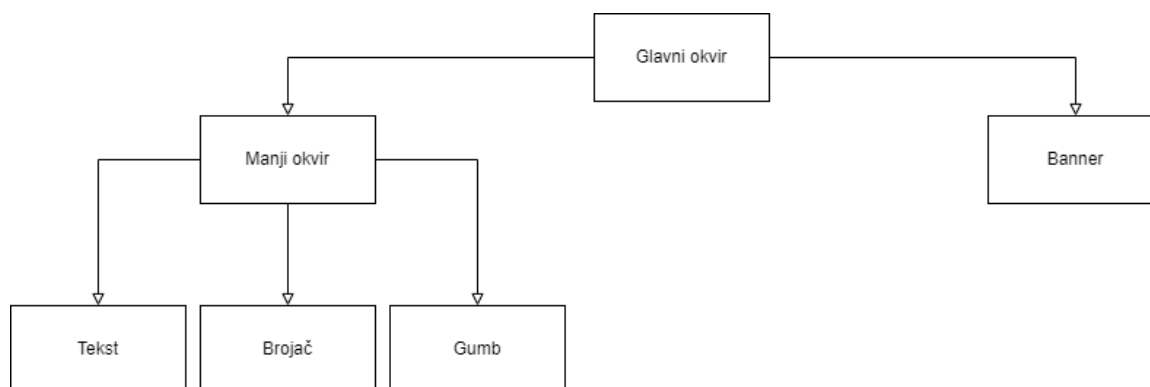 Glavni okvir
Manji okvir
Banner
Tekst
Brojač
Gumb